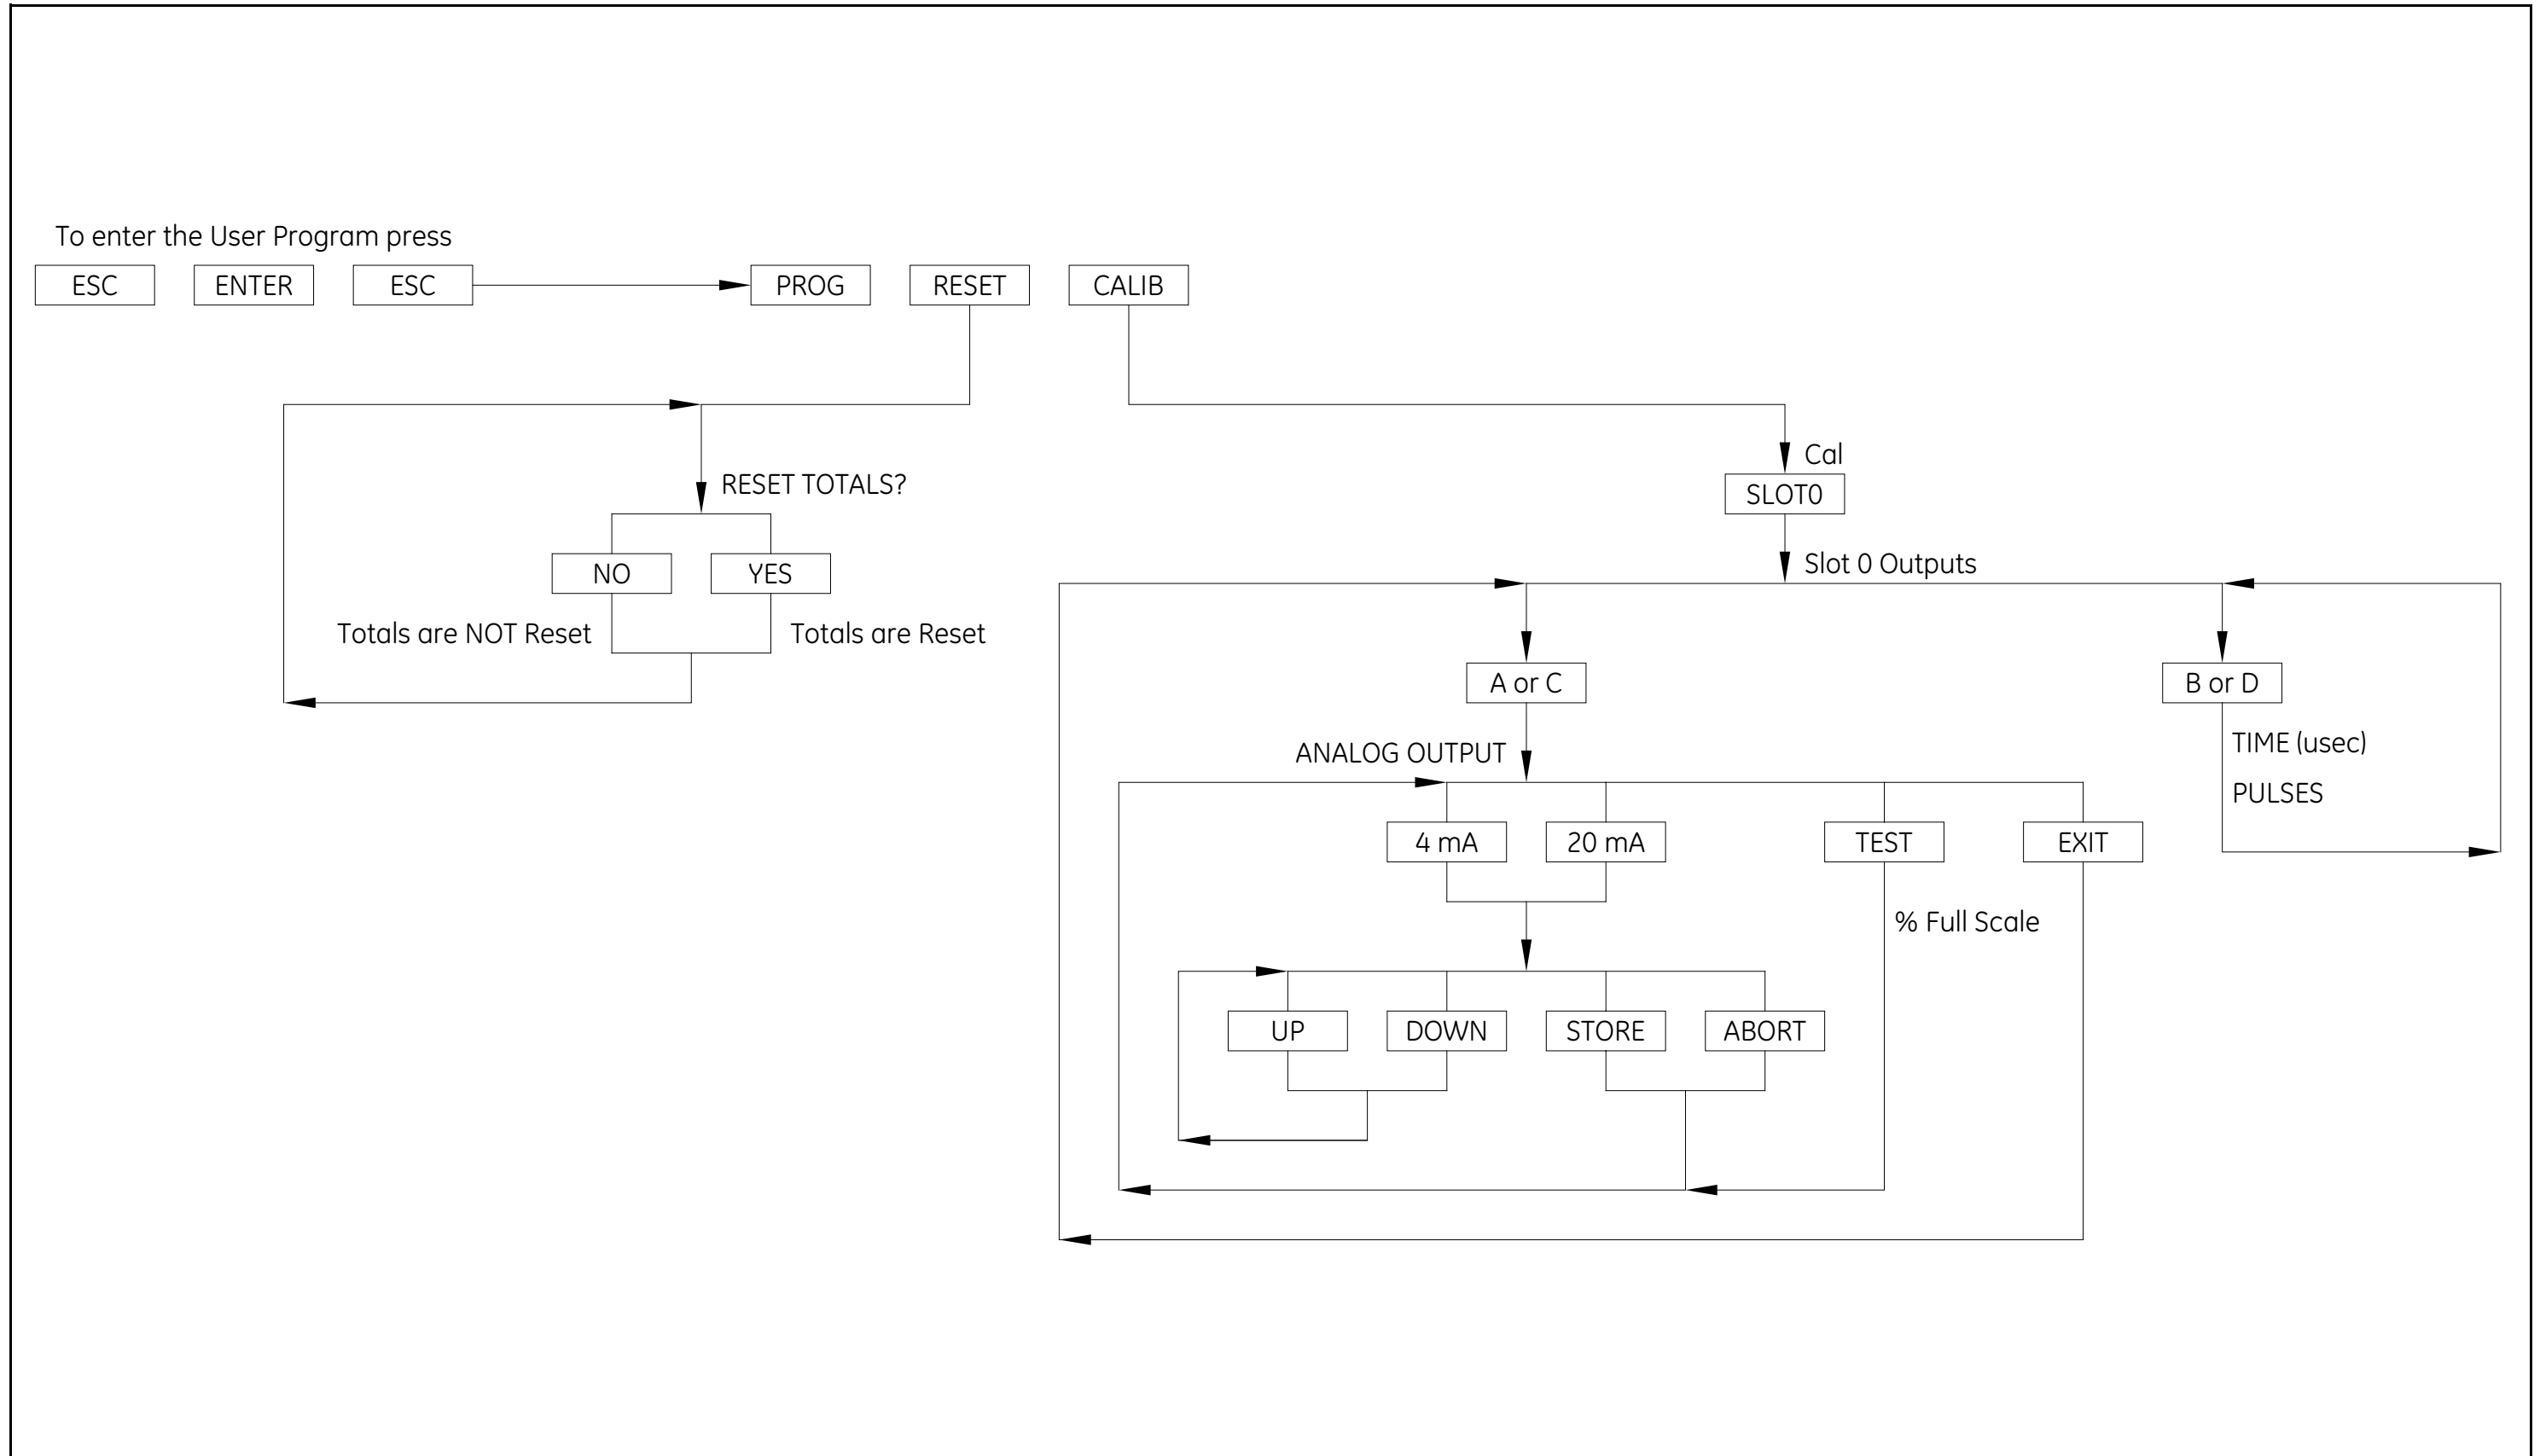 To enter the User Program press
ESC ENTER ESC PROG RESET CALIB
Cal
RESET TOTALS?
SLOT0
Slot 0 Outputs
NO YES
Totals are NOT Reset Totals are Reset
A or C B or D
ANALOG OUTPUT TIME (usec)
PULSES
4 mA 20 mA TEST EXIT
% Full Scale
UP DOWN STORE ABORT